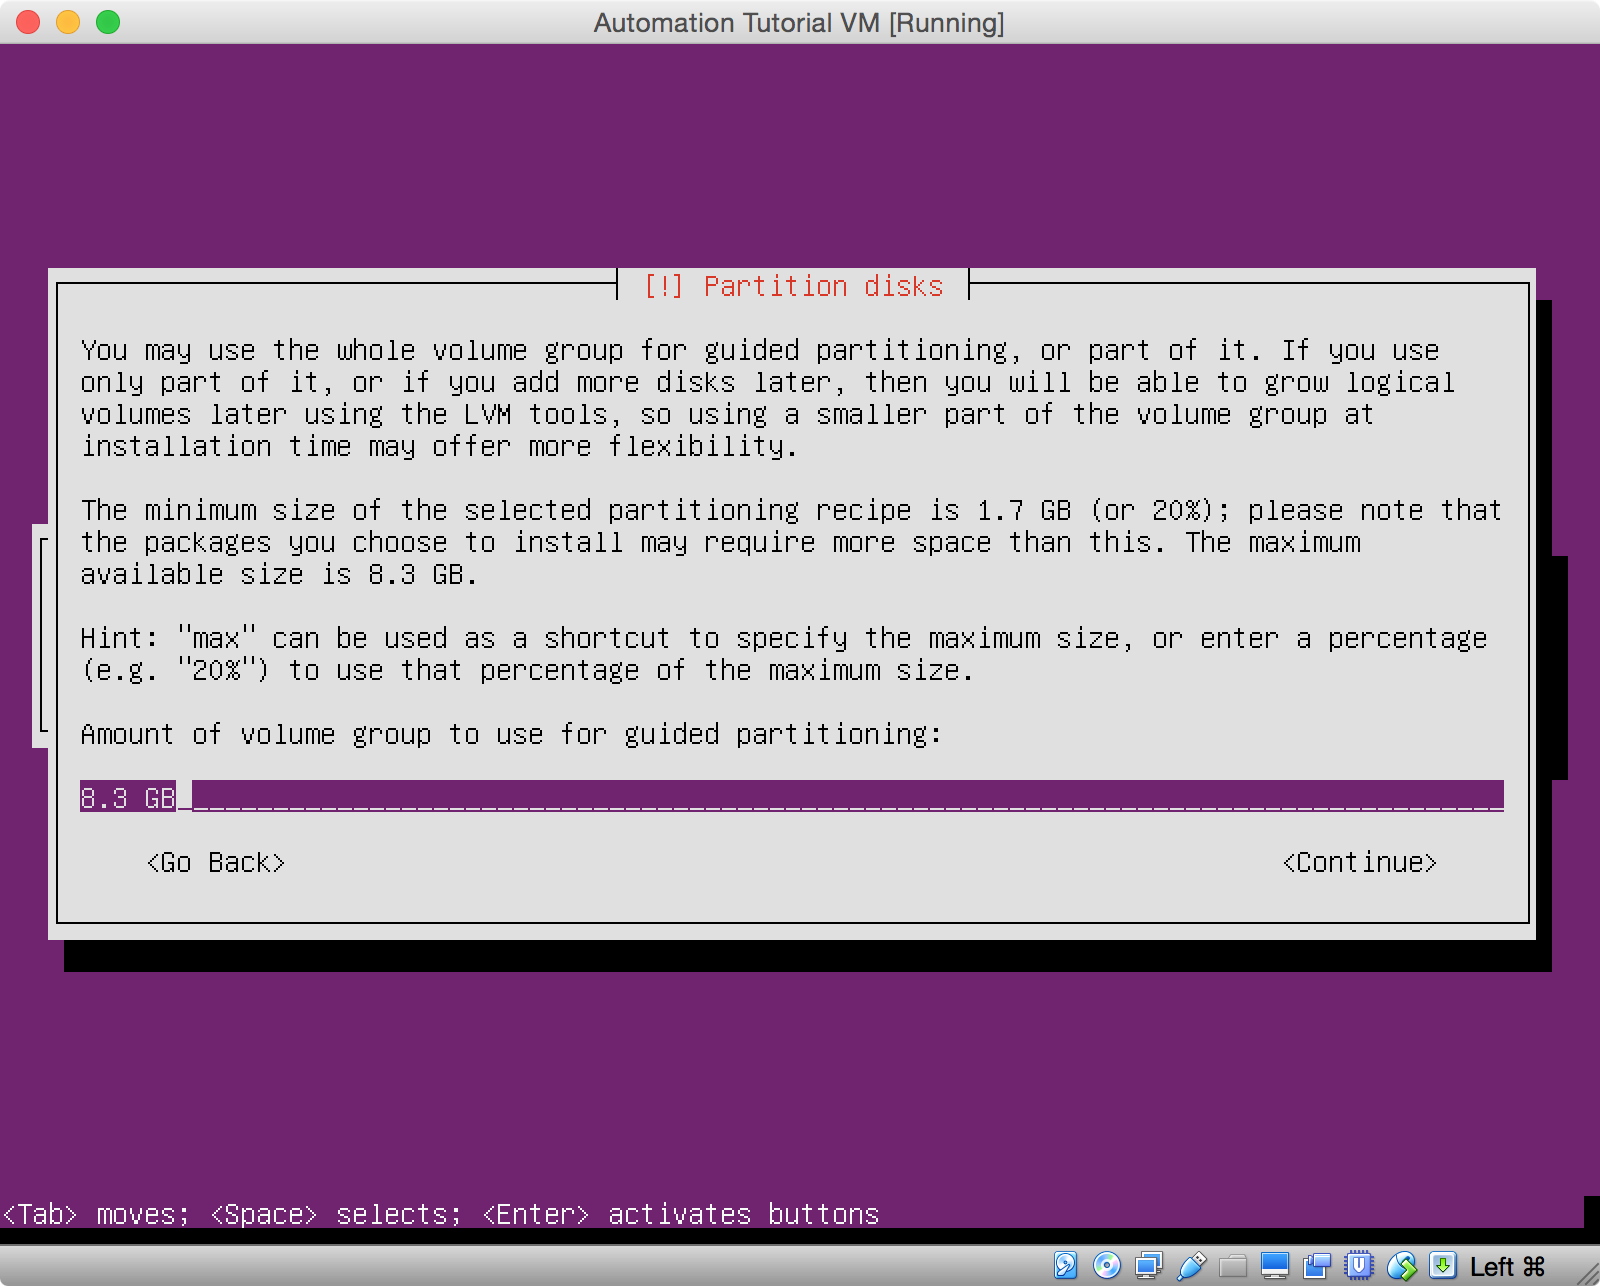 Automation Tutorial VM [Running]
[!] Partition disks
You may use the whole volume group for guided partitioning, or part of it. If you use
only part of it, or if you add more disks later, then you will be able to grow logical
volumes later using the LVM tools, so using a smaller part of the volume group at
installation time may offer more flexibility.
The minimum size of the selected partitioning recipe is 1.7 GB (or 20%); please note that
the packages you choose to install may require more space than this. The maximum
available size is 8.3 GB.
Hint: "max" can be used as a shortcut to specify the maximum size, or enter a percentage
(e.g. "20%") to use that percentage of the maximum size.
Amount of volume group to use for guided partitioning:
8.3 GB
<Go Back> <Continue>
<Tab> moves; <Space> selects; <Enter> activates buttons
Left ⌘